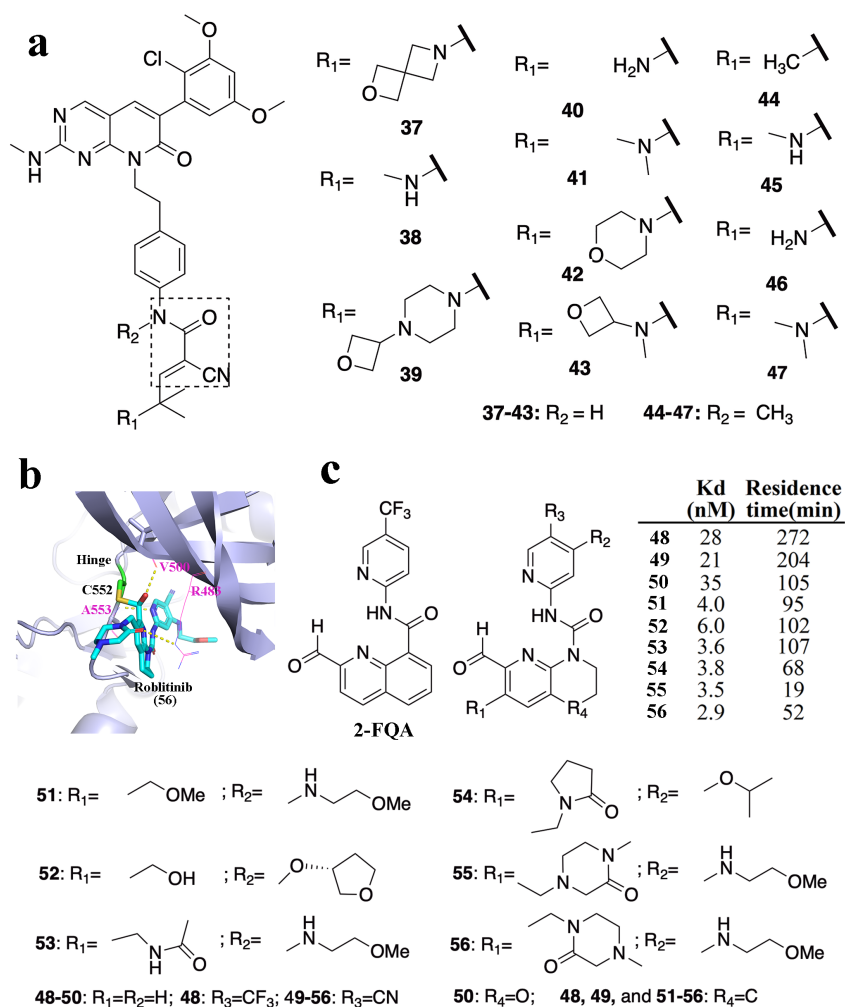 a
Cl
O
O
N
N
N
H
N
N
O
N
R2
O
CN
R1
R1=
N
O
37
R1=
H2N
40
R1=
H3C
44
R1=
N
H
38
R1=
N
41
R1=
N
H
45
R1=
N
O
42
R1=
H2N
46
R1=
N
N
O
39
R1=
O
N
43
R1=
N
47
37-43: R2 = H 44-47: R2 = CH3
b
Hinge
V560
C552
R483
A553
Roblitinib
(56)
c
CF3
N
HN
O
H
O
N
2-FQA
R3
R2
N
HN
O
H
O
N
N
R1
R4
Kd Residence
(nM) time(min)
48 28 272
49 21 204
50 35 105
51 4.0 95
52 6.0 102
53 3.6 107
54 3.8 68
55 3.5 19
56 2.9 52
51: R1= OMe ; R2= H N OMe
54: R1= N O ; R2= O
52: R1= OH ; R2= O O
55: R1= N N O ; R2= H N OMe
53: R1= N H O ; R2= H N OMe
56: R1= N O N ; R2= H N OMe
48-50: R1=R2=H; 48: R3=CF3; 49-56: R3=CN
50: R4=O; 48, 49, and 51-56: R4=C